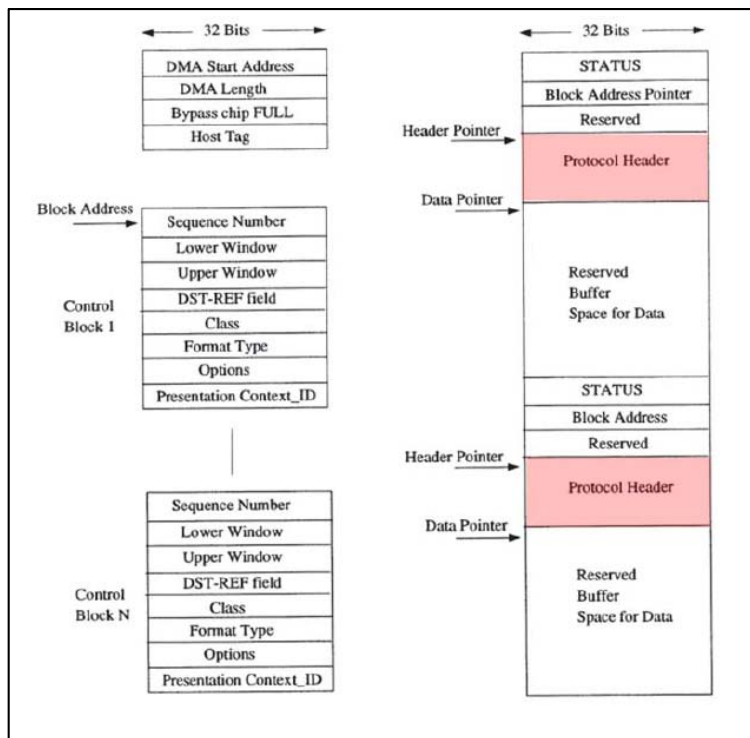 32 Bits
DMA Start Address
DMA Length
Bypass chip FULL
Host Tag
Block Address
Sequence Number
Lower Window
Upper Window
DST-REF field
Class
Format Type
Options
Presentation Context_ID
Control
Block 1
Sequence Number
Lower Window
Upper Window
DST-REF field
Class
Format Type
Options
Presentation Context_ID
Control
Block N
32 Bits
STATUS
Block Address Pointer
Reserved
Header Pointer
Protocol Header
Data Pointer
Reserved
Buffer
Space for Data
STATUS
Block Address
Reserved
Header Pointer
Protocol Header
Data Pointer
Reserved
Buffer
Space for Data